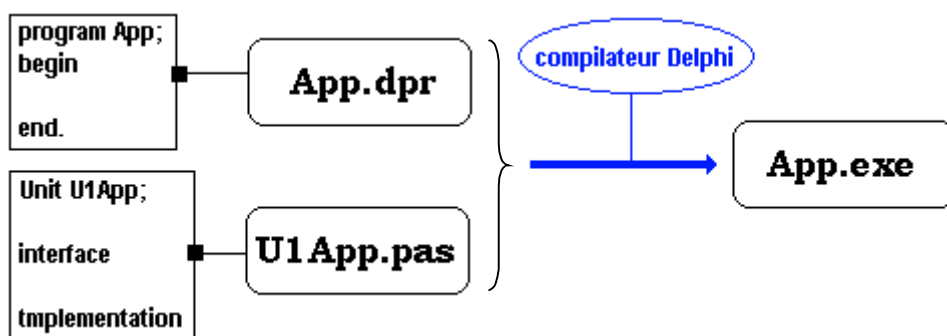 program App;
begin
end.
App.dpr
compilateur Delphi
App.exe
Unit U1App;
interface
tmplementation
U1App.pas